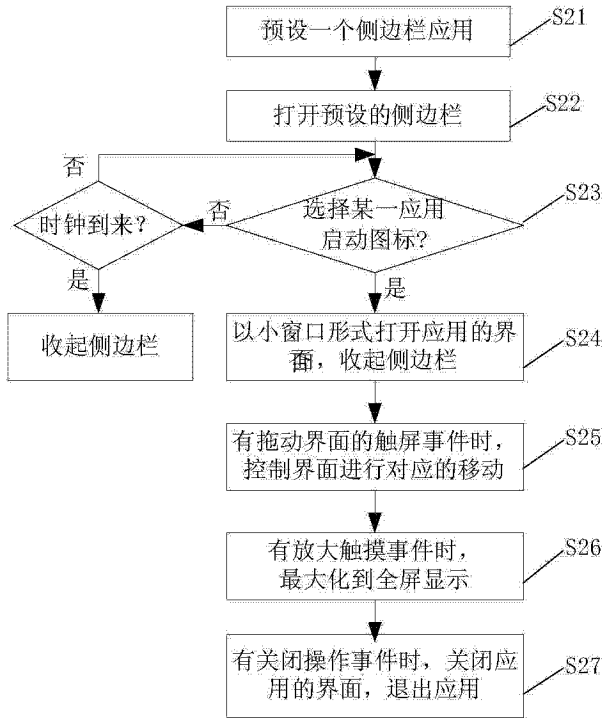 预设一个侧边栏应用
S21
打开预设的侧边栏
S22
否
时钟到来?
否
选择某一应用
启动图标?
S23
是
是
收起侧边栏
以小窗口形式打开应用的界
面，收起侧边栏
S24
有拖动界面的触屏事件时，
控制界面进行对应的移动
S25
有放大触摸事件时，
最大化到全屏显示
S26
有关闭操作事件时，关闭应
用的界面，退出应用
S27